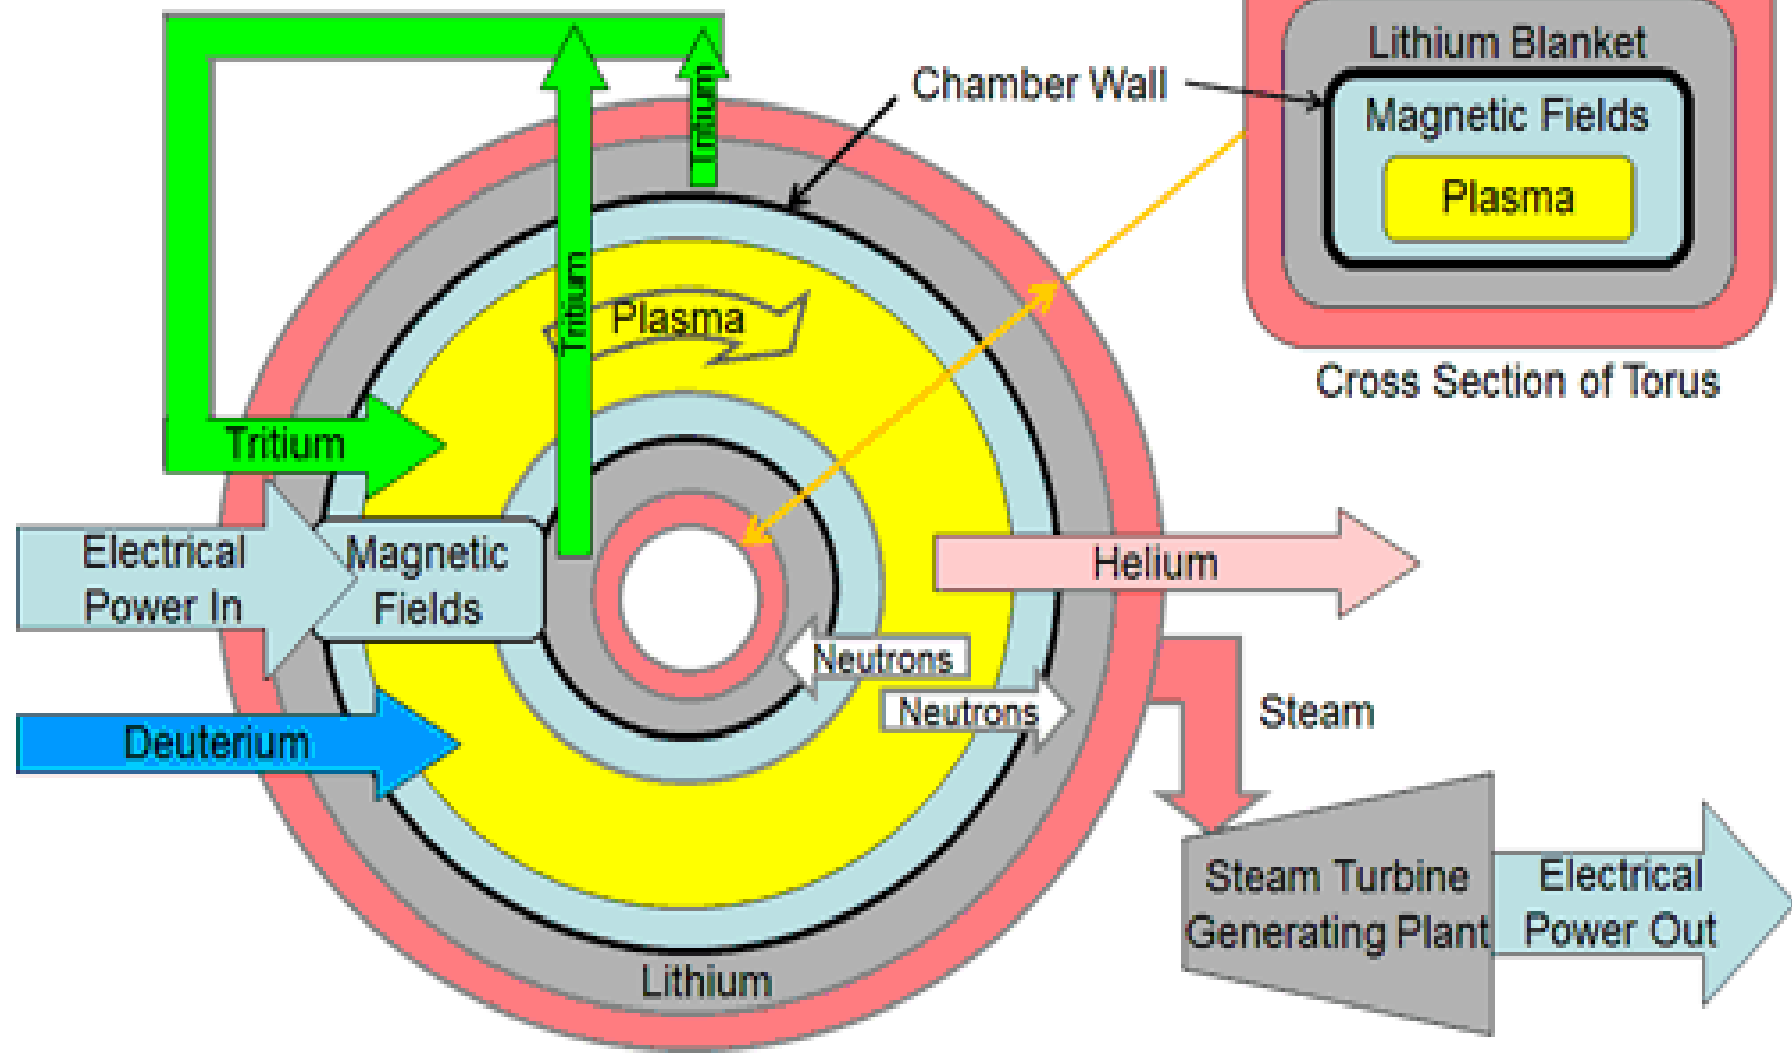 Lithium Blanket
Chamber Wall
Magnetic Fields
Plasma
Cross Section of Torus
Tritium
Tritium
Plasma
Tritium
Electrical
Power In
Magnetic
Fields
Helium
Neutrons
Neutrons
Steam
Deuterium
Steam Turbine
Generating Plant
Electrical
Power Out
Lithium